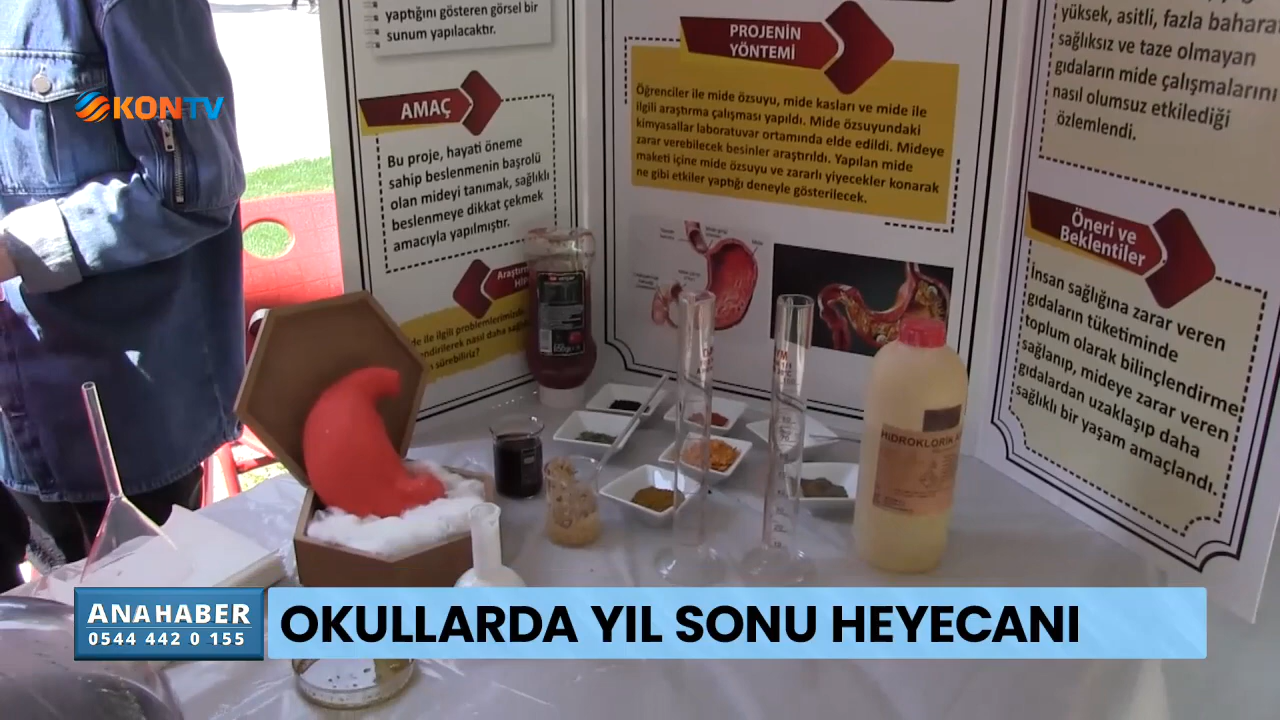 yaptığını gösteren görsel bir
sunum yapılacaktır.
AMAÇ
Bu proje, hayati öneme
sahip beslenmenin başrolü
olan mideyi tanımak, sağlıklı
beslenmeye dikkat çekmek
amacıyla yapılmıştır.
ile ilgili
nasıl daha
sürebiliriz?
PROJENİN
YÖNTEMİ
Öğrenciler ile mide özsuyu, mide kasları ve mide ile
ilgili araştırma çalışması yapıldı. Mide özsuyundaki
kimyasallar laboratuvar ortamında elde edildi. Mideye
zarar verebilecek besinler araştırıldı. Yapılan mide
maketi içine mide özsuyu ve zararlı yiyecekler konarak
ne gibi etkiler yaptığı deneyle gösterilecek.
yüksek, asitli, fazla bahara
sağlıksız ve taze olmayan
gıdaların mide çalışmalarını
nasıl olumsuz etkilediği
özlemlendi.
Öneri ve
Beklentiler
İnsan sağlığına zarar veren
gıdaların tüketiminde
toplum olarak bilinçlendirme
sağlanıp, mideye zarar veren
gıdalardan uzaklaşıp daha
sağlıklı bir yaşam amaçlandı.
HİDROKLORİK A
KONTV
ANAHABER
0544 442 0 155
OKULLARDA YIL SONU HEYECANI